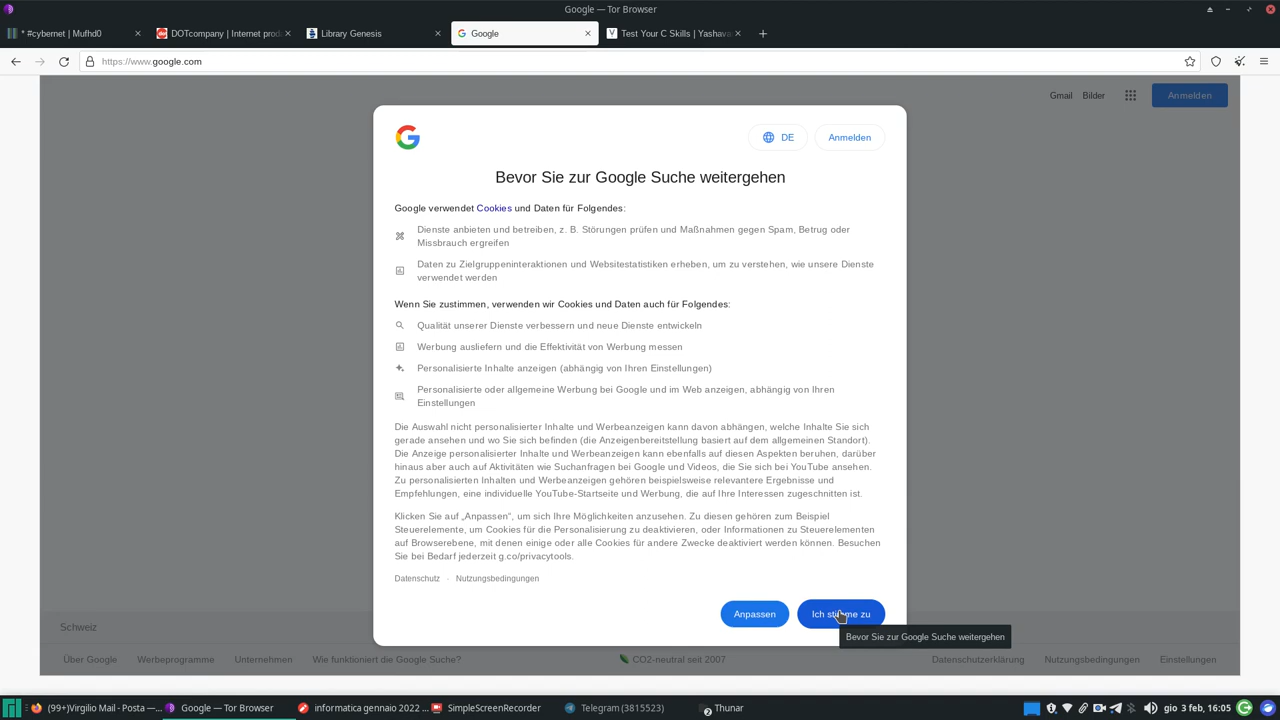 Google — Tor Browser
* #cybernet | Mufhd0
DOTcompany | Internet prod
Library Genesis
Google
Test Your C Skills | Yashava
https://www.google.com
Gmail Bilder Anmelden
DE Anmelden
Bevor Sie zur Google Suche weitergehen
Google verwendet Cookies und Daten für Folgendes:
Dienste anbieten und betreiben, z. B. Störungen prüfen und Maßnahmen gegen Spam, Betrug oder
Missbrauch ergreifen
Daten zu Zielgruppeninteraktionen und Websitestatistiken erheben, um zu verstehen, wie unsere Dienste
verwendet werden
Wenn Sie zustimmen, verwenden wir Cookies und Daten auch für Folgendes:
Qualität unserer Dienste verbessern und neue Dienste entwickeln
Werbung ausliefern und die Effektivität von Werbung messen
Personalisierte Inhalte anzeigen (abhängig von Ihren Einstellungen)
Personalisierte oder allgemeine Werbung bei Google und im Web anzeigen, abhängig von Ihren
Einstellungen
Die Auswahl nicht personalisierter Inhalte und Werbeanzeigen kann davon abhängen, welche Inhalte Sie sich
gerade ansehen und wo Sie sich befinden (die Anzeigenbereitstellung basiert auf dem allgemeinen Standort).
Die Anzeige personalisierter Inhalte und Werbeanzeigen kann ebenfalls auf diesen Aspekten beruhen, darüber
hinaus aber auch auf Aktivitäten wie Suchanfragen bei Google und Videos, die Sie sich bei YouTube ansehen.
Zu personalisierten Inhalten und Werbeanzeigen gehören beispielsweise relevantere Ergebnisse und
Empfehlungen, eine individuelle YouTube-Startseite und Werbung, die auf Ihre Interessen zugeschnitten ist.
Klicken Sie auf „Anpassen“, um sich Ihre Möglichkeiten anzusehen. Zu diesen gehören zum Beispiel
Steuerelemente, um Cookies für die Personalisierung zu deaktivieren, oder Informationen zu Steuerelementen
auf Browserebene, mit denen einige oder alle Cookies für andere Zwecke deaktiviert werden können. Besuchen
Sie bei Bedarf jederzeit g.co/privacytools.
Datenschutz · Nutzungsbedingungen
Anpassen Ich stimme zu
Bevor Sie zur Google Suche weitergehen
Schweiz
Über Google Werbeprogramme Unternehmen Wie funktioniert die Google Suche? CO2-neutral seit 2007 Datenschutzerklärung Nutzungsbedingungen Einstellungen
(99+)Virgilio Mail - Posta —... Google — Tor Browser informatica gennaio 2022 ... SimpleScreenRecorder Telegram (3815523) 2 Thunar gio 3 feb, 16:05